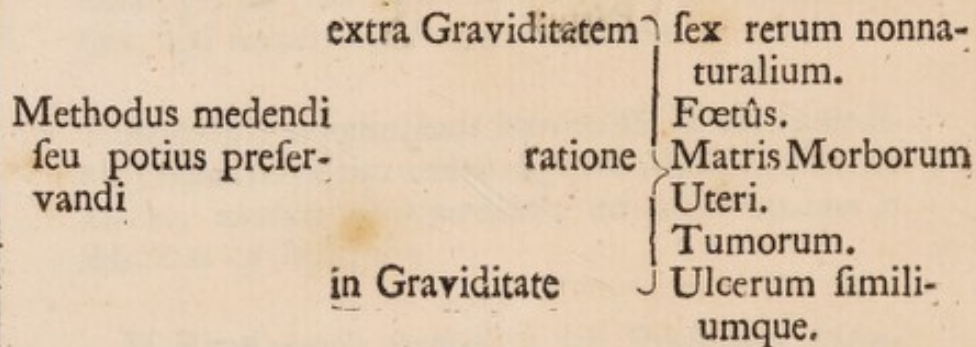 extra Graviditatem ſex rerum nonna-
turalium.
Methodus medendi Fœtûs.
ſeu potius preſer- ratione Matris Morborum
vandi Uteri.
Tumorum.
in Graviditate Ulcerum ſimili-
umque.